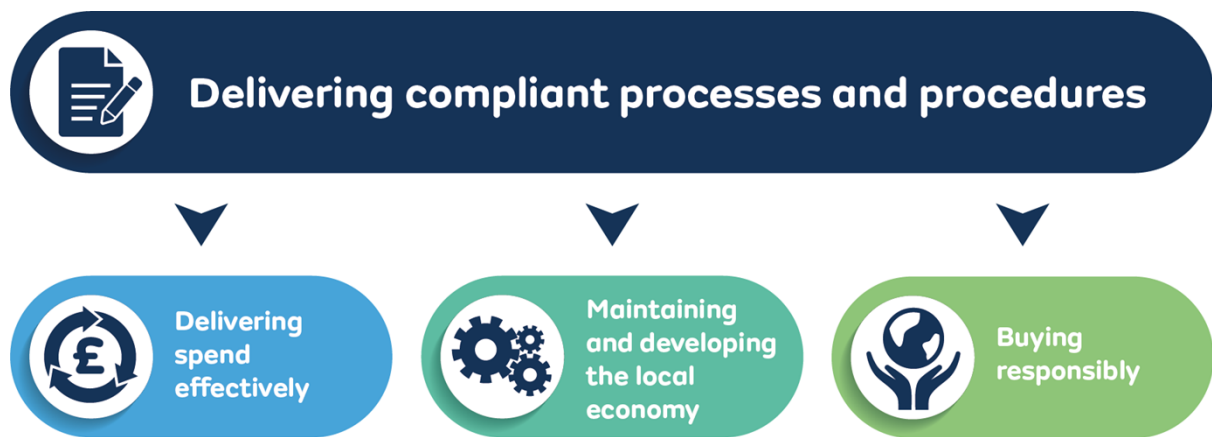 Delivering compliant processes and procedures
£
Delivering
spend
effectively
Maintaining
and developing
the local
economy
Buying
responsibly